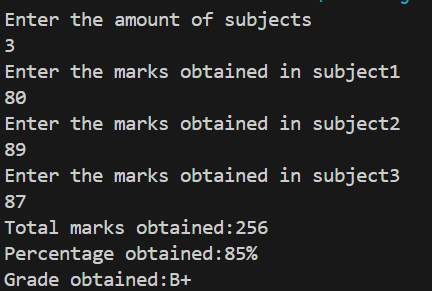 Enter the amount of subjects
3
Enter the marks obtained in subject1
80
Enter the marks obtained in subject2
89
Enter the marks obtained in subject3
87
Total marks obtained:256
Percentage obtained:85%
Grade obtained:B+